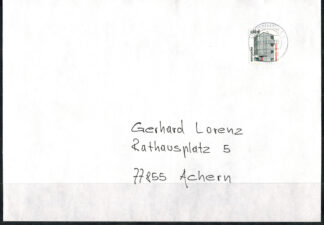 Gerhard Lorenz
Rathausplatz 5
77855 Achern